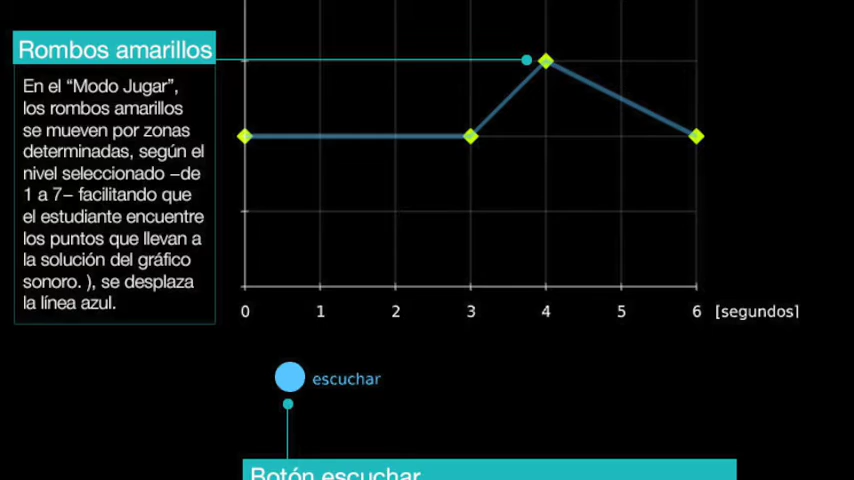 Rombos amarillos
En el “Modo Jugar”,
los rombos amarillos
se mueven por zonas
determinadas, según el
nivel seleccionado –de
1 a 7– facilitando que
el estudiante encuentre
los puntos que llevan a
la solución del gráfico
sonoro. ), se desplaza
la línea azul.
0 1 2 3 4 5 6 [segundos]
escuchar
Botón escuchar